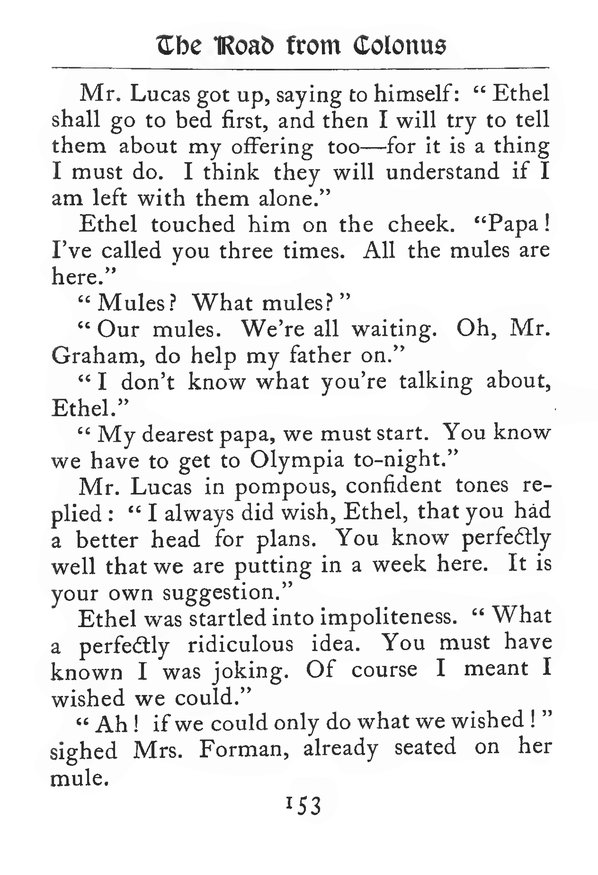 The Road from Colonus
Mr. Lucas got up, saying to himself: “ Ethel
shall go to bed first, and then I will try to tell
them about my offering too—for it is a thing
I must do. I think they will understand if I
am left with them alone.”
Ethel touched him on the cheek. “Papa!
I've called you three times. All the mules are
here.”
“ Mules? What mules? ”
“ Our mules. We're all waiting. Oh, Mr.
Graham, do help my father on.”
“ I don't know what you're talking about,
Ethel.”
“ My dearest papa, we must start. You know
we have to get to Olympia to-night.”
Mr. Lucas in pompous, confident tones re-
plied : “ I always did wish, Ethel, that you had
a better head for plans. You know perfectly
well that we are putting in a week here. It is
your own suggestion.”
Ethel was startled into impoliteness. “ What
a perfectly ridiculous idea. You must have
known I was joking. Of course I meant I
wished we could.”
“ Ah ! if we could only do what we wished ! ”
sighed Mrs. Forman, already seated on her
mule.
153